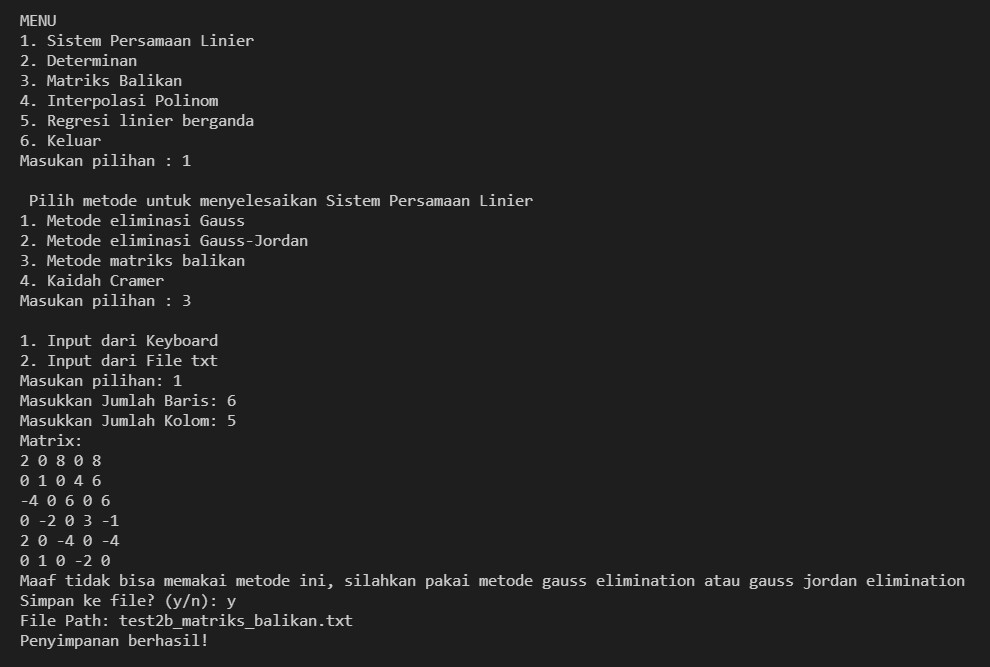 MENU
1. Sistem Persamaan Linier
2. Determinan
3. Matriks Balikan
4. Interpolasi Polinom
5. Regresi linier berganda
6. Keluar
Masukan pilihan : 1
Pilih metode untuk menyelesaikan Sistem Persamaan Linier
1. Metode eliminasi Gauss
2. Metode eliminasi Gauss-Jordan
3. Metode matriks balikan
4. Kaidah Cramer
Masukan pilihan : 3
1. Input dari Keyboard
2. Input dari File txt
Masukan pilihan: 1
Masukkan Jumlah Baris: 6
Masukkan Jumlah Kolom: 5
Matrix:
2 0 8 0 8
0 1 0 4 6
-4 0 6 0 6
0 -2 0 3 -1
2 0 -4 0 -4
0 1 0 -2 0
Maaf tidak bisa memakai metode ini, silahkan pakai metode gauss elimination atau gauss jordan elimination
Simpan ke file? (y/n): y
File Path: test2b_matriks_balikan.txt
Penyimpanan berhasil!